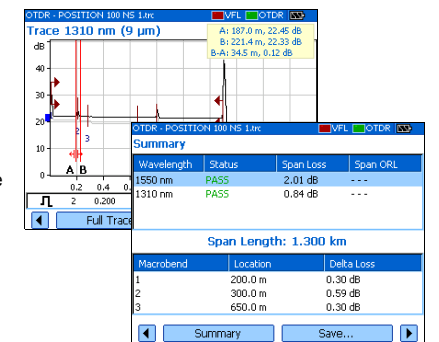 OTDR - POSITION 100 NS 1.trc VFL OTDR
Trace 1310 nm (9 µm)
A: 187.0 m, 22.45 dB
B: 221.4 m, 22.33 dB
B-A: 34.5 m, 0.12 dB
dB
40
30
20
10
0
2
3
A B
0.2 0.4
2 0.200
Full Trace
e
OTDR - POSITION 100 NS 1.trc VFL OTDR
Summary
Wavelength Status Span Loss Span ORL
1550 nm PASS 2.01 dB - - -
1310 nm PASS 0.84 dB - - -
Span Length: 1.300 km
Macrobend Location Delta Loss
1 200.0 m 0.30 dB
2 300.0 m 0.59 dB
3 650.0 m 0.30 dB
Summary Save...